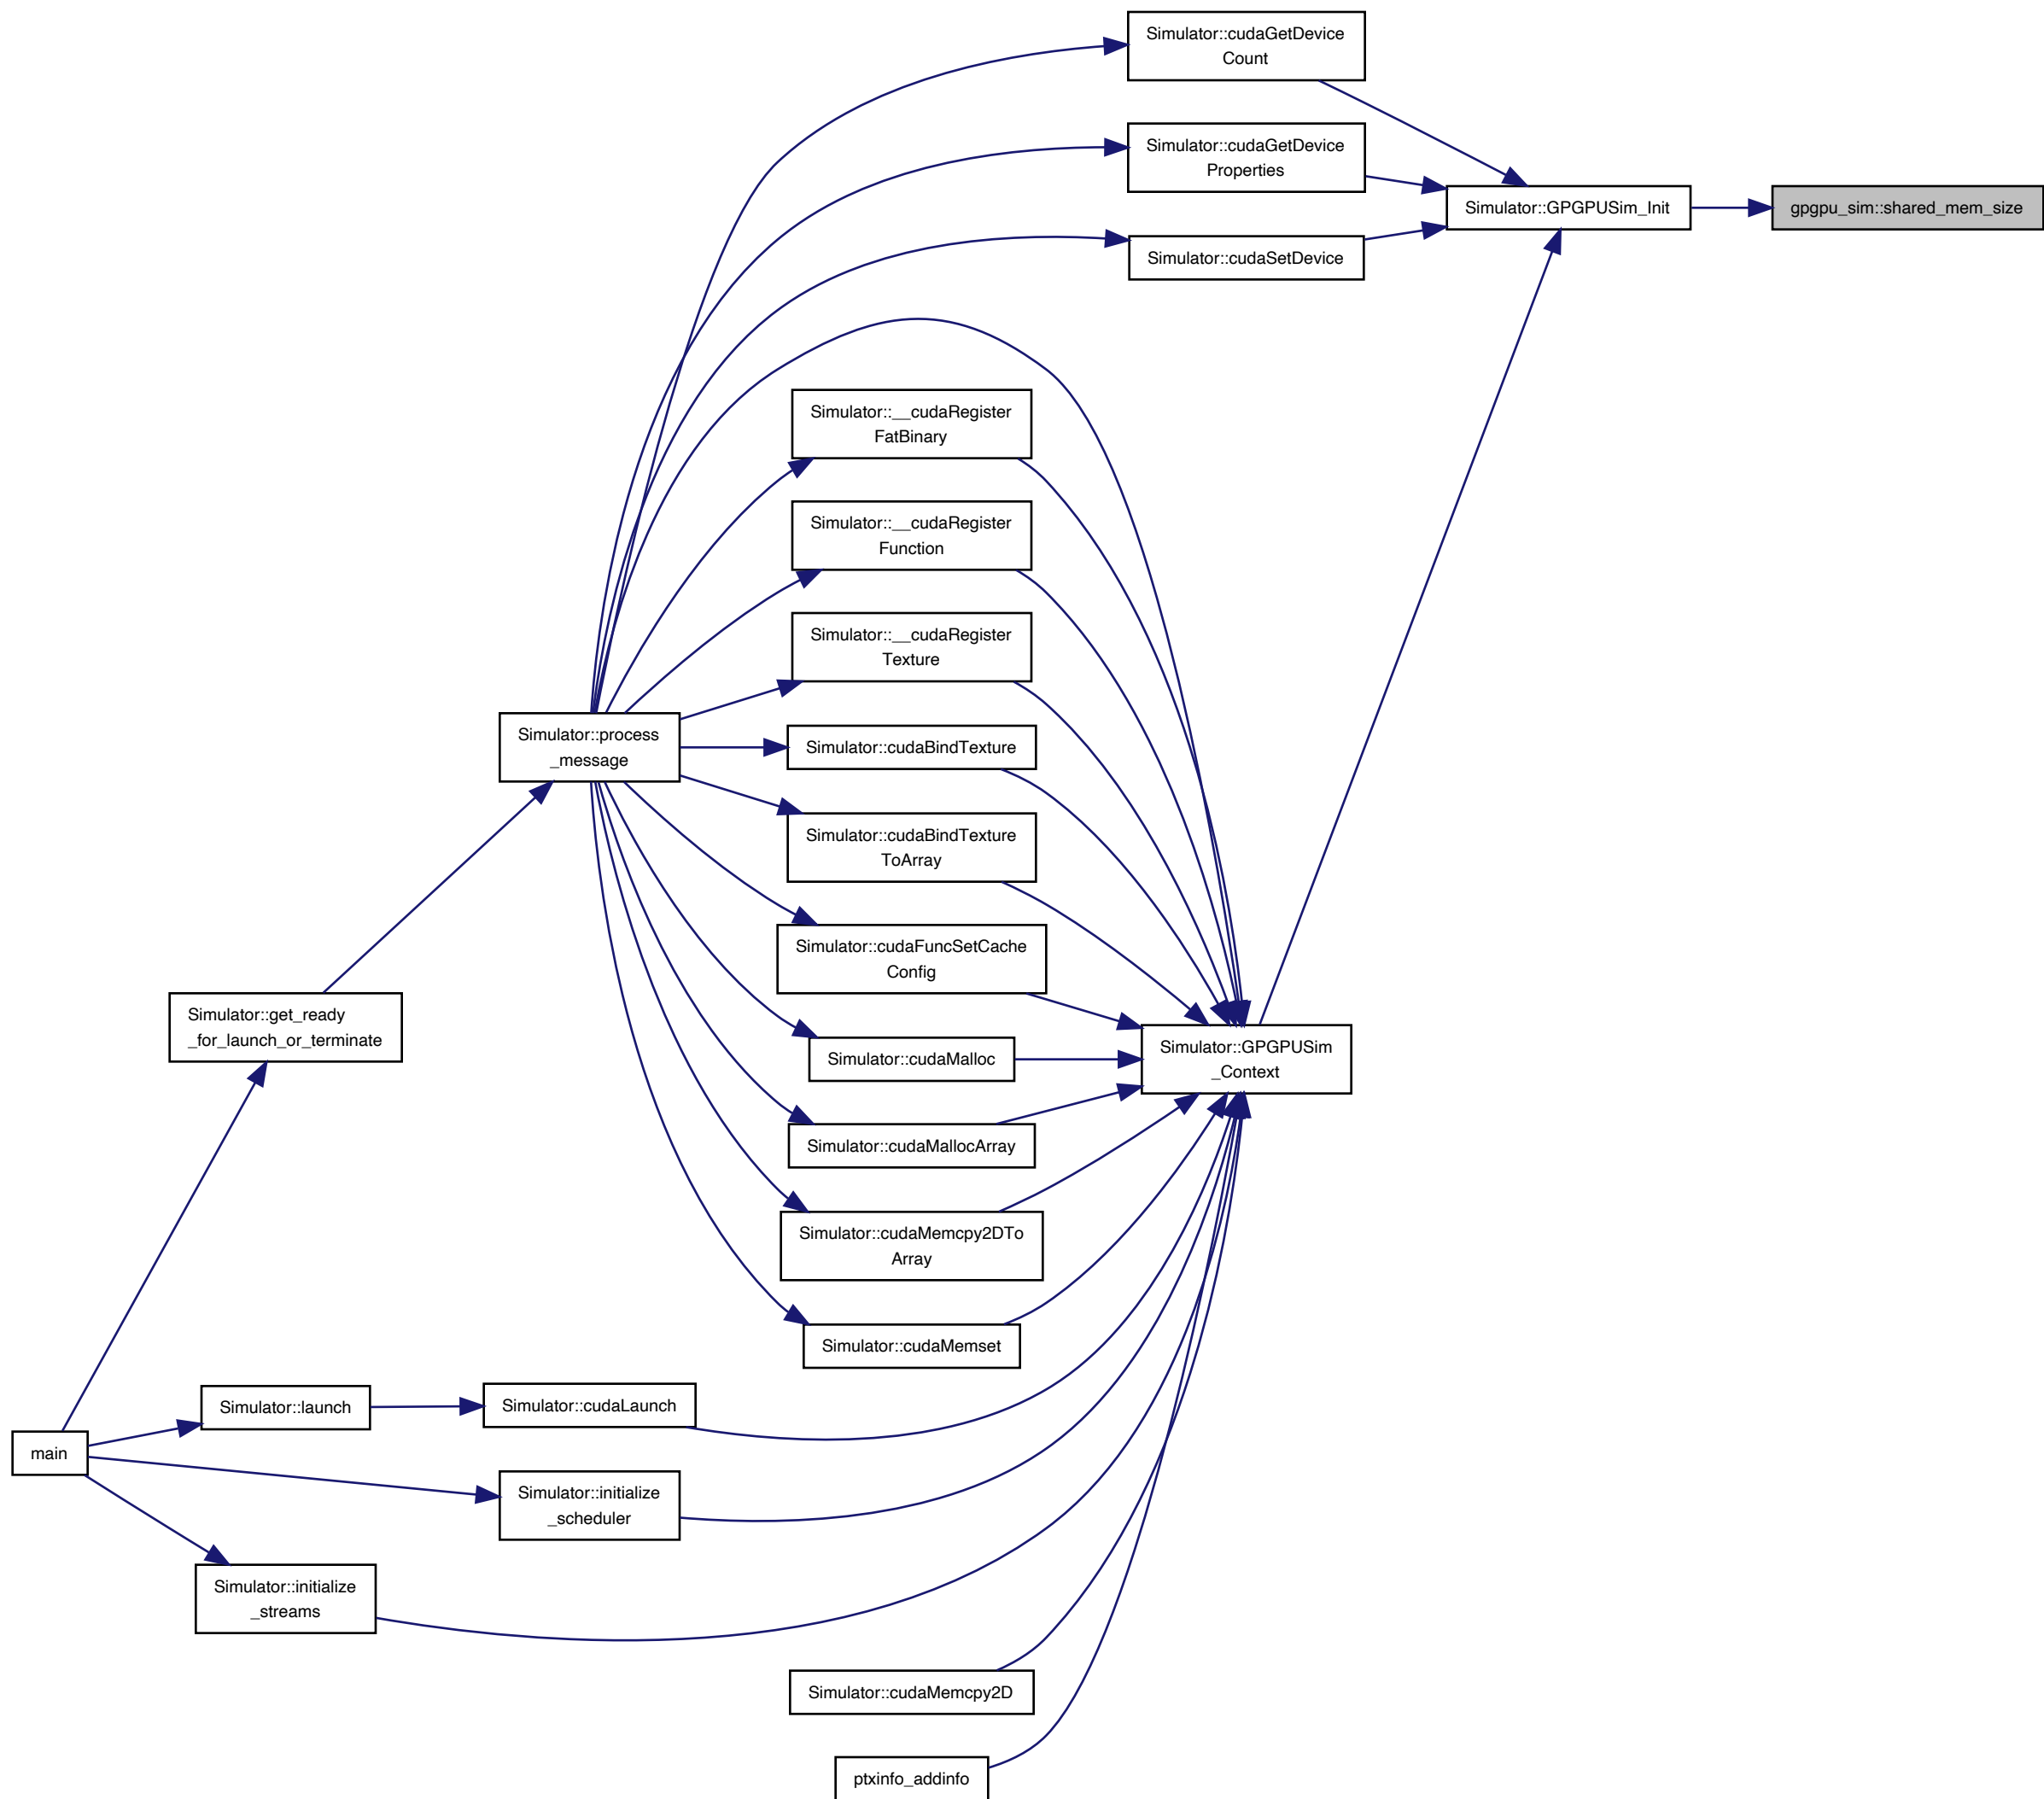 Simulator::cudaGetDevice
Count
Simulator::cudaGetDevice
Properties
Simulator::GPGPUSim_Init
gpgpu_sim::shared_mem_size
Simulator::cudaSetDevice
Simulator::__cudaRegister
FatBinary
Simulator::__cudaRegister
Function
Simulator::__cudaRegister
Texture
Simulator::process
_message
Simulator::cudaBindTexture
Simulator::cudaBindTexture
ToArray
Simulator::cudaFuncSetCache
Config
Simulator::get_ready
_for_launch_or_terminate
Simulator::cudaMalloc
Simulator::GPGPUSim
_Context
Simulator::cudaMallocArray
Simulator::cudaMemcpy2DTo
Array
Simulator::cudaMemset
Simulator::launch
Simulator::cudaLaunch
main
Simulator::initialize
_scheduler
Simulator::initialize
_streams
Simulator::cudaMemcpy2D
ptxinfo_addinfo